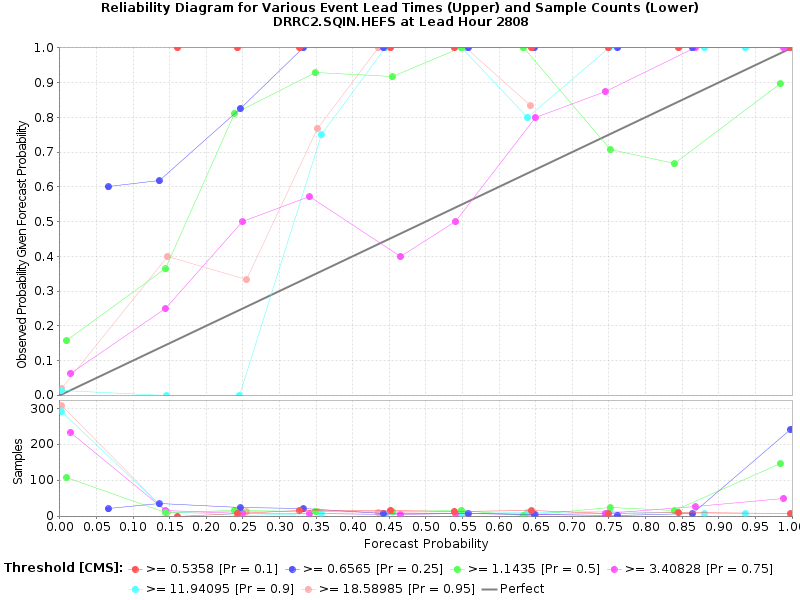 Reliability Diagram for Various Event Lead Times (Upper) and Sample Counts (Lower)
DRRC2.SQIN.HEFS at Lead Hour 2808
Observed Probability Given Forecast Probability
1.0
0.9
0.8
0.7
0.6
0.5
0.4
0.3
0.2
0.1
0.0
Samples
300
200
100
0
0.00 0.05 0.10 0.15 0.20 0.25 0.30 0.35 0.40 0.45 0.50 0.55 0.60 0.65 0.70 0.75 0.80 0.85 0.90 0.95 1.0
Forecast Probability
Threshold [CMS]: >= 0.5358 [Pr = 0.1] >= 0.6565 [Pr = 0.25] >= 1.1435 [Pr = 0.5] >= 3.40828 [Pr = 0.75]
>= 11.94095 [Pr = 0.9] >= 18.58985 [Pr = 0.95] Perfect